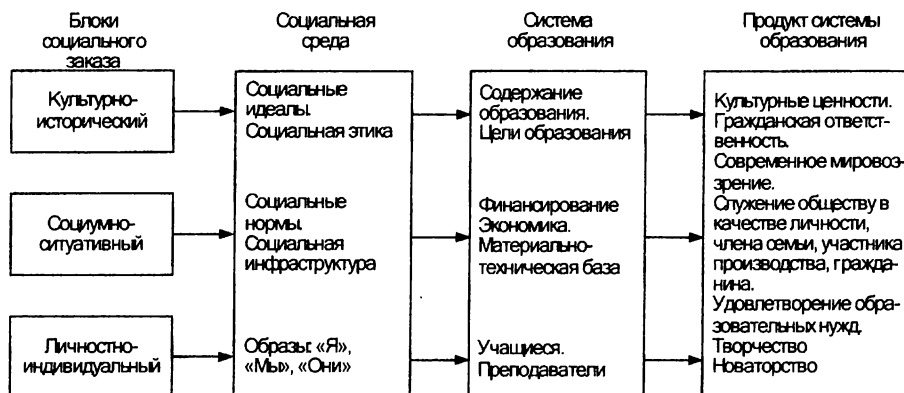 Блоки
социального
заказа
Социальная
среда
Система
образования
Продукт системы
образования
Культурно-
исторический
Социальные
идеалы.
Социальная этика
Содержание
образования.
Цели образования
Культурные ценности.
Гражданская ответст-
венность.
Современное мировоз-
зрение.
Служение обществу в
качестве личности,
члена семьи, участника
производства, гражда-
нина.
Удовлетворение обра-
зовательных нужд.
Творчество
Новаторство
Социумно-
ситуативный
Социальные
нормы.
Социальная
инфраструктура
Финансирование
Экономика.
Материально-
техническая база
Личностно-
индивидуальный
Образы: «Я»,
«Мы», «Они»
Учащиеся.
Преподаватели